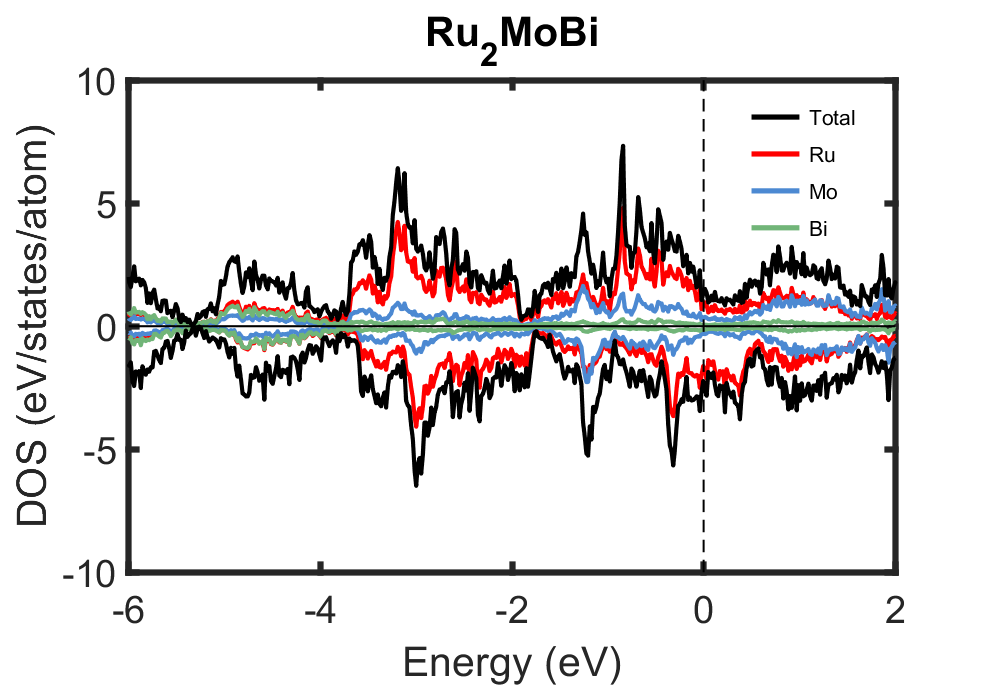 Ru2MoBi
DOS (eV/states/atom)
10
5
0
-5
-10
Total
Ru
Mo
Bi
-6 -4 -2 0 2
Energy (eV)